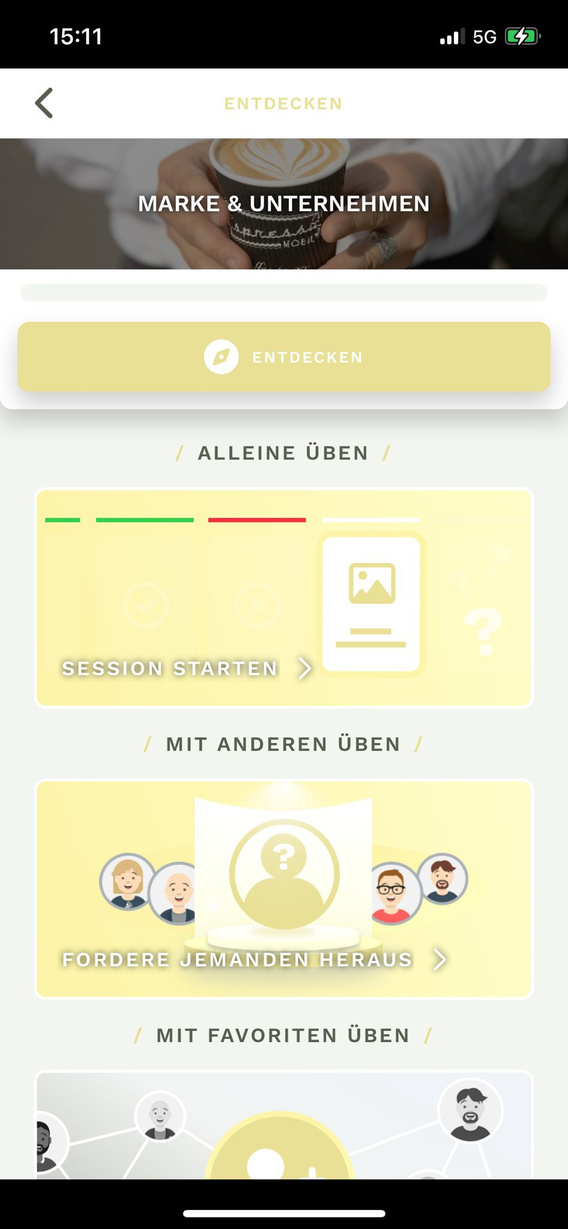 15:11
5G
ENTDECKEN
MARKE & UNTERNEHMEN
MOBIL
ENTDECKEN
/ ALLEINE ÜBEN /
? ?
?
SESSION STARTEN
/ MIT ANDEREN ÜBEN /
?
FORDERE JEMANDEN HERAUS
/ MIT FAVORITEN ÜBEN /